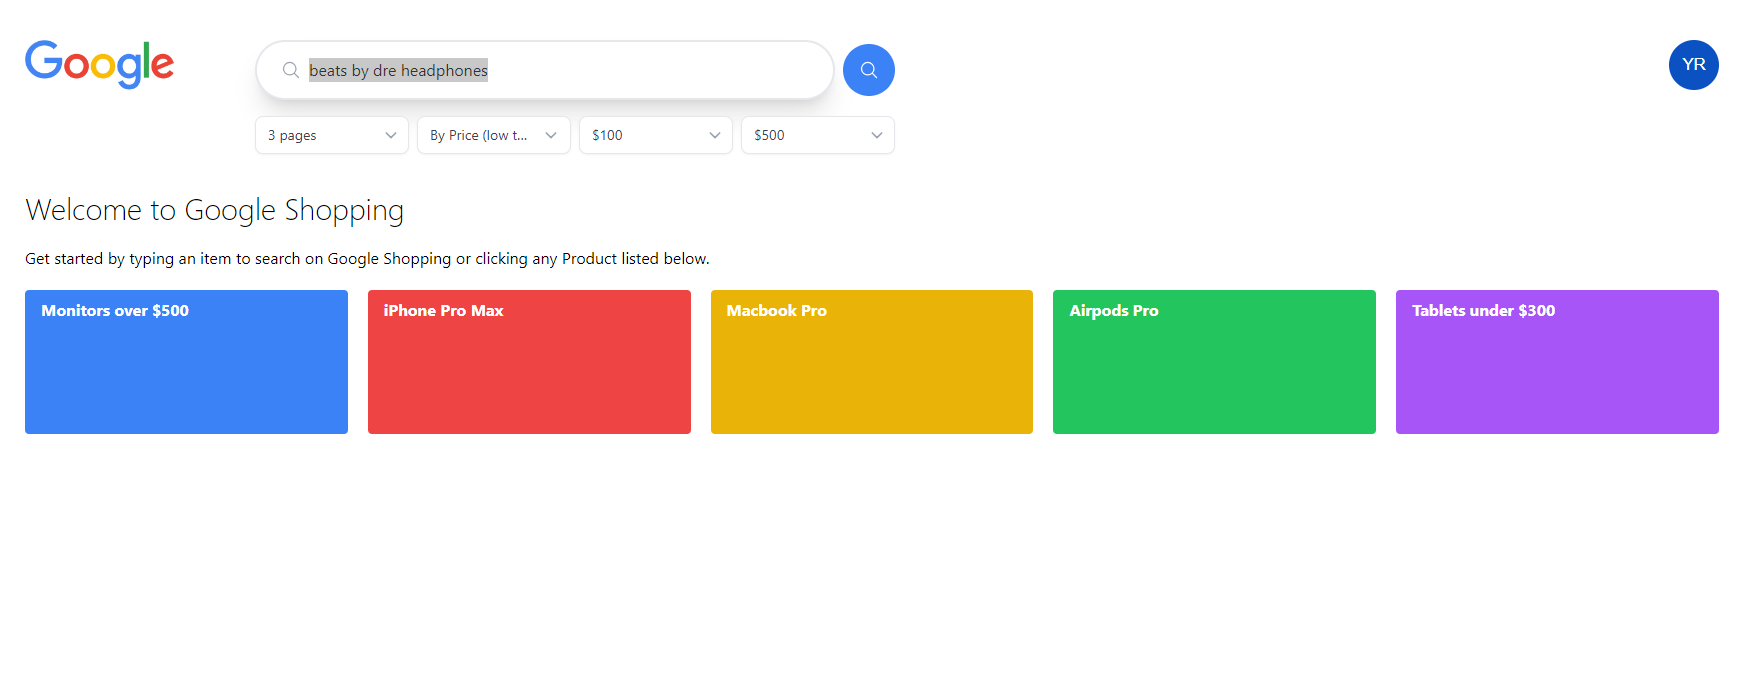 Google
beats by dre headphones
YR
3 pages
By Price (low t...
$100
$500
Welcome to Google Shopping
Get started by typing an item to search on Google Shopping or clicking any Product listed below.
Monitors over $500
iPhone Pro Max
Macbook Pro
Airpods Pro
Tablets under $300